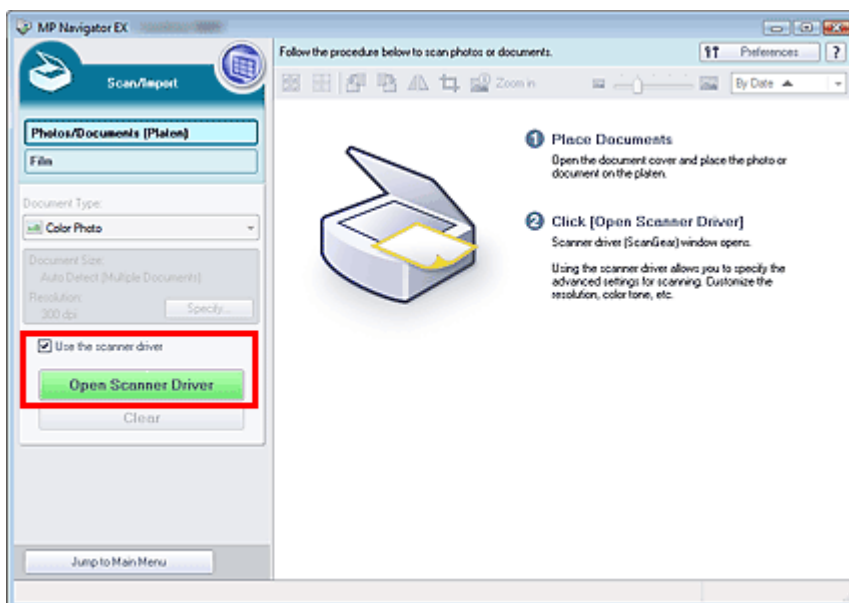 MP Navigator EX
Scan/Import
Photos/Documents (Platen)
Film
Document Type:
Color Photo
Document Size:
Auto Detect (Multiple Documents)
Resolution:
300 dpi
Specify...
Use the scanner driver
Open Scanner Driver
Clear
Jump to Main Menu
Follow the procedure below to scan photos or documents.
Preferences
?
Zoom in
By Date
1 Place Documents
Open the document cover and place the photo or
document on the platen.
2 Click [Open Scanner Driver]
Scanner driver (ScanGear) window opens.
Using the scanner driver allows you to specify the
advanced settings for scanning. Customize the
resolution, color tone, etc.